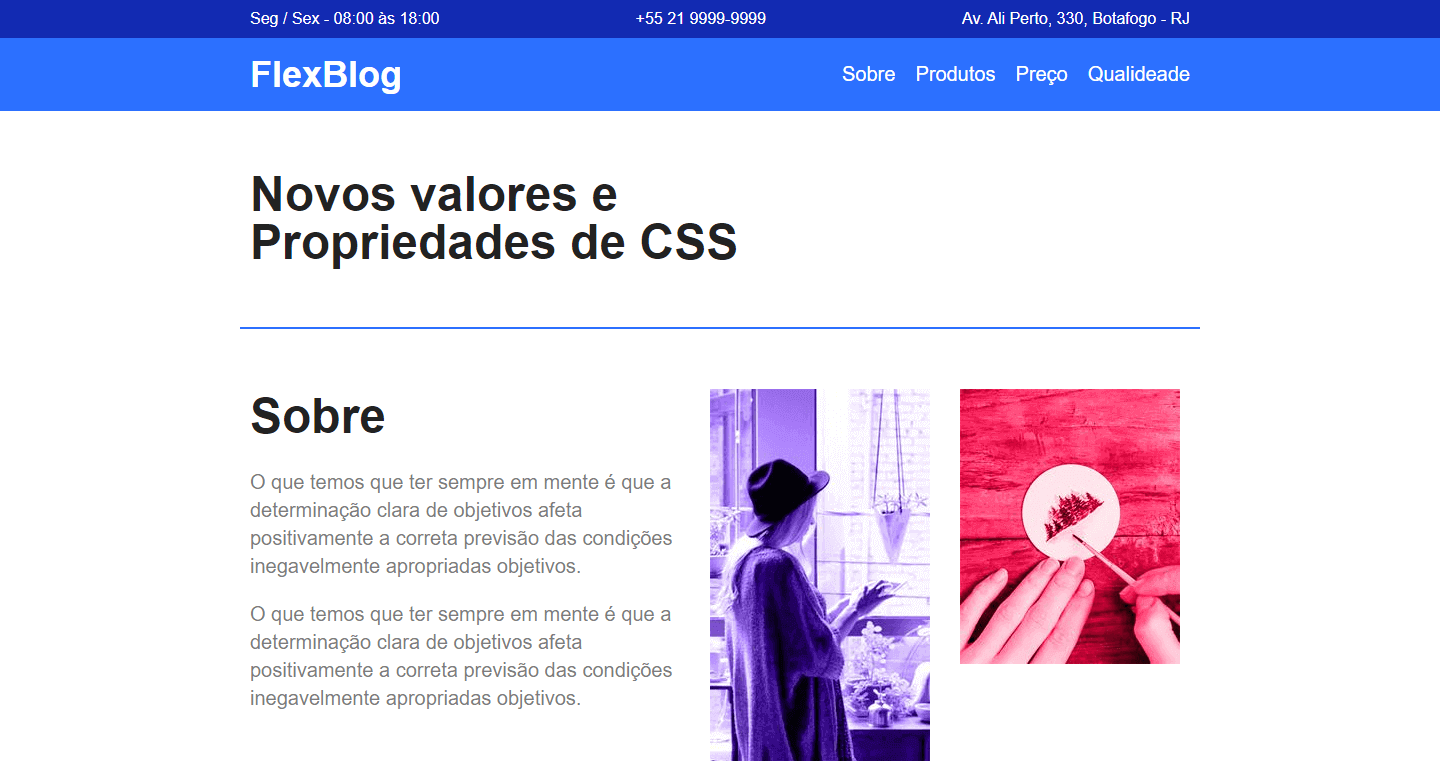 Seg / Sex - 08:00 às 18:00
+55 21 9999-9999
Av. Ali Perto, 330, Botafogo - RJ
FlexBlog
Sobre
Produtos
Preço
Qualideade
Novos valores e
Propriedades de CSS
Sobre
O que temos que ter sempre em mente é que a
determinação clara de objetivos afeta
positivamente a correta previsão das condições
inegavelmente apropriadas objetivos.
O que temos que ter sempre em mente é que a
determinação clara de objetivos afeta
positivamente a correta previsão das condições
inegavelmente apropriadas objetivos.